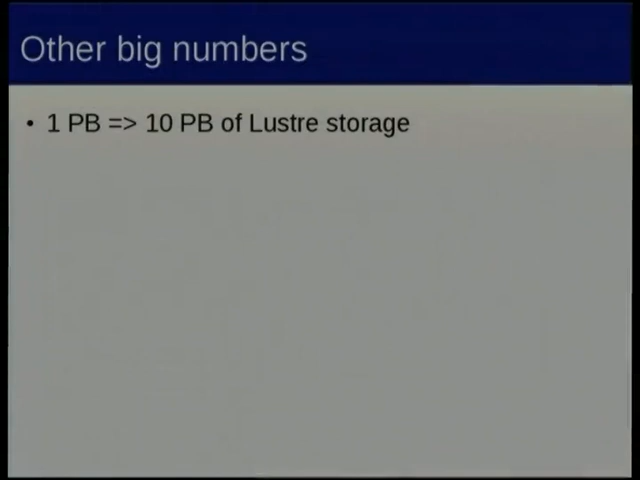 Other big numbers
• 1 PB => 10 PB of Lustre storage